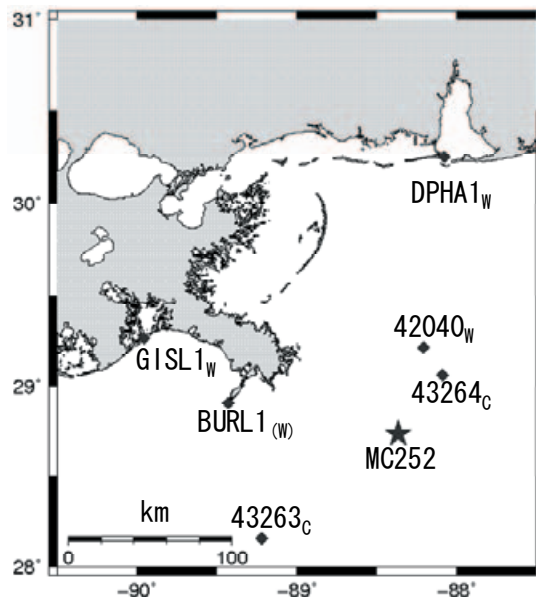 31°
30°
DPHA1W
42040W
GISL1W
29°
43264C
BURL1(W)
MC252
km
43263C
28°
0
100
-90°
-89°
-88°